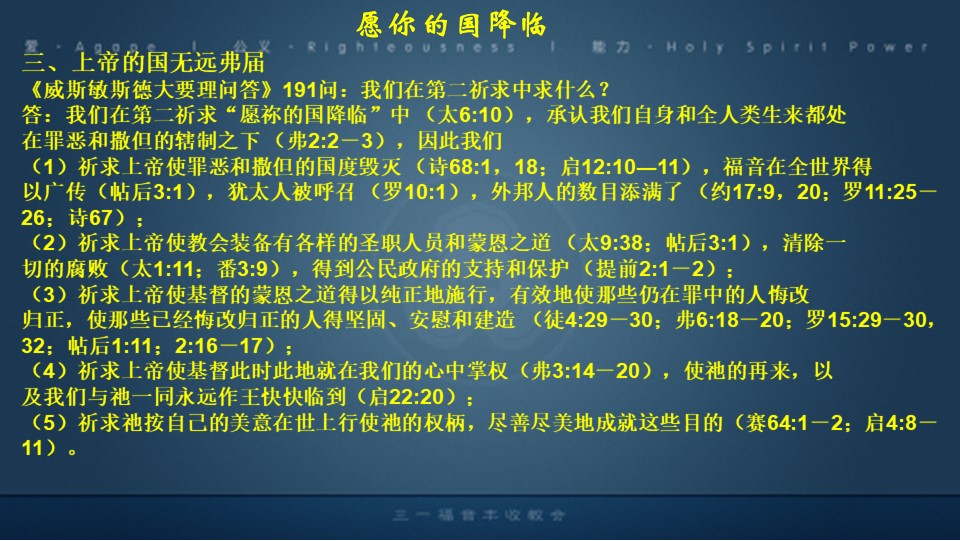 愿你的国降临
爱·Agape | 公义·Righteousness | 能力·Holy Spirit Power
三、上帝的国无远弗届
《威斯敏斯德大要理问答》191问：我们在第二祈求中求什么？
答：我们在第二祈求“愿祢的国降临”中（太6:10），承认我们自身和全人类生来都处
在罪恶和撒但的辖制之下（弗2:2－3），因此我们
（1）祈求上帝使罪恶和撒但的国度毁灭（诗68:1，18；启12:10—11），福音在全世界得
以广传（帖后3:1），犹太人被呼召（罗10:1），外邦人的数目添满了（约17:9，20；罗11:25－
26；诗67）；
（2）祈求上帝使教会装备有各样的圣职人员和蒙恩之道（太9:38；帖后3:1），清除一
切的腐败（太1:11；番3:9），得到公民政府的支持和保护（提前2:1－2）；
（3）祈求上帝使基督的蒙恩之道得以纯正地施行，有效地使那些仍在罪中的人悔改
归正，使那些已经悔改归正的人得坚固、安慰和建造（徒4:29－30；弗6:18－20；罗15:29－30，
32；帖后1:11；2:16－17）；
（4）祈求上帝使基督此时此地就在我们的心中掌权（弗3:14－20），使祂的再来，以
及我们与祂一同永远作王快快临到（启22:20）；
（5）祈求祂按自己的美意在世上行使祂的权柄，尽善尽美地成就这些目的（赛64:1－2；启4:8－
11）。
三一福音丰收教会